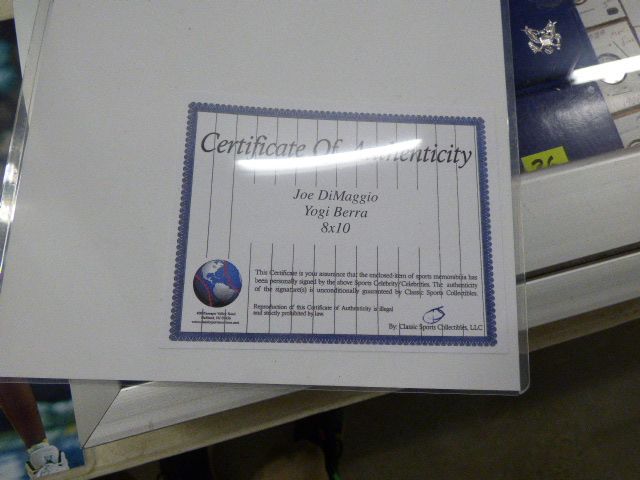 Certificate Of Authenticity
Joe DiMaggio
Yogi Berra
8x10
This Certificate is your assurance that the enclosed item of sports memorabilia has
been personally signed by the above Sports Celebrity/Celebrities. The authenticity
of the signature(s) is unconditionally guaranteed by Classic Sports Collectibles.
Reproduction of this Certificate of Authenticity is illegal
and strictly prohibited by law.
By: Classic Sports Collectibles, LLC